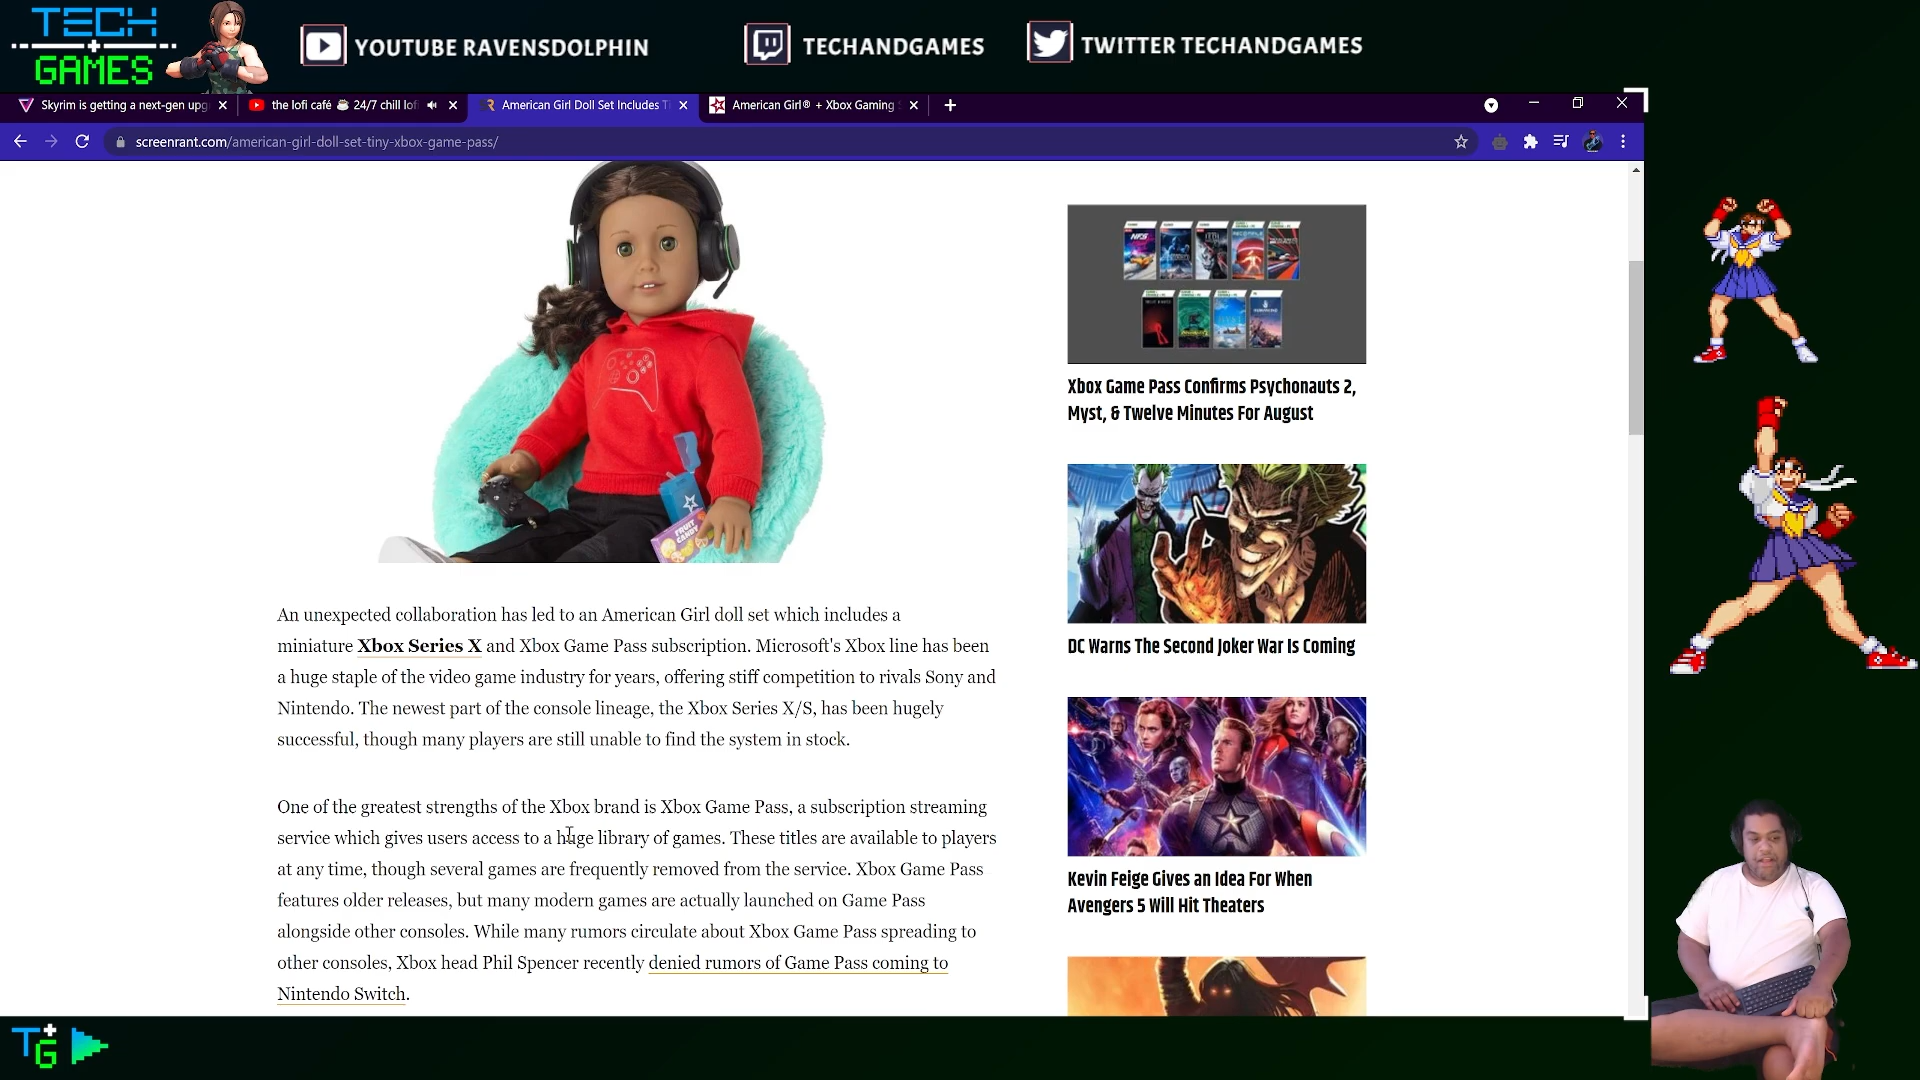 TECH
GAMES
YOUTUBE RAVENSDOLPHIN
TECHANDGAMES
TWITTER TECHANDGAMES
Skyrim is getting a next-gen upg
the lofi café ☕ 24/7 chill lof
American Girl Doll Set Includes T
American Girl® + Xbox Gaming
screenrant.com/american-girl-doll-set-tiny-xbox-game-pass/
FRUIT
CANDY
NFS
Xbox Game Pass Confirms Psychonauts 2,
Myst, & Twelve Minutes For August
DC Warns The Second Joker War Is Coming
Kevin Feige Gives an Idea For When
Avengers 5 Will Hit Theaters
An unexpected collaboration has led to an American Girl doll set which includes a
miniature Xbox Series X and Xbox Game Pass subscription. Microsoft's Xbox line has been
a huge staple of the video game industry for years, offering stiff competition to rivals Sony and
Nintendo. The newest part of the console lineage, the Xbox Series X/S, has been hugely
successful, though many players are still unable to find the system in stock.
One of the greatest strengths of the Xbox brand is Xbox Game Pass, a subscription streaming
service which gives users access to a huge library of games. These titles are available to players
at any time, though several games are frequently removed from the service. Xbox Game Pass
features older releases, but many modern games are actually launched on Game Pass
alongside other consoles. While many rumors circulate about Xbox Game Pass spreading to
other consoles, Xbox head Phil Spencer recently denied rumors of Game Pass coming to
Nintendo Switch.
T+G